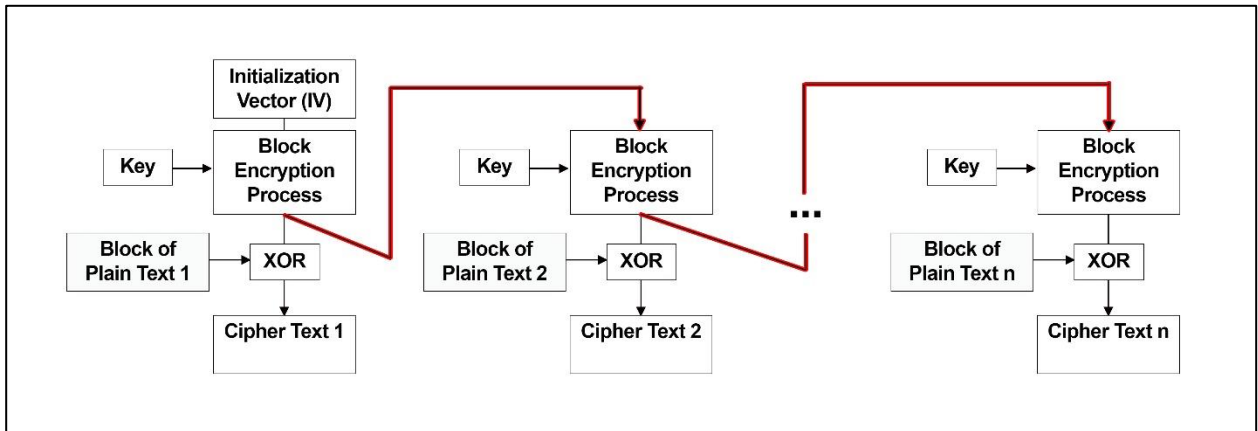 Initialization
Vector (IV)
Key
Block
Encryption
Process
Block of
Plain Text 1
XOR
Cipher Text 1
Key
Block
Encryption
Process
Block of
Plain Text 2
XOR
Cipher Text 2
...
Key
Block
Encryption
Process
Block of
Plain Text n
XOR
Cipher Text n